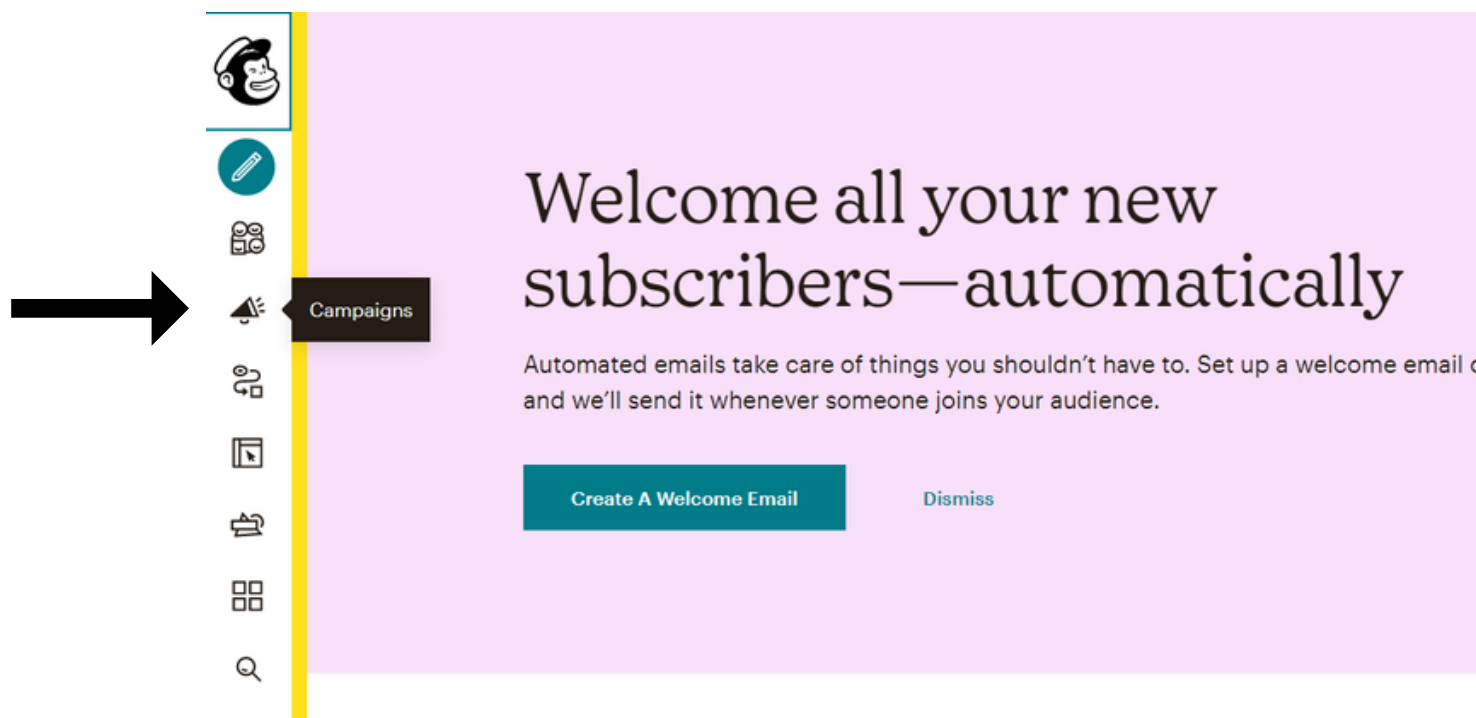 Welcome all your new
subscribers—automatically
Campaigns
Automated emails take care of things you shouldn’t have to. Set up a welcome email
and we’ll send it whenever someone joins your audience.
Create A Welcome Email
Dismiss